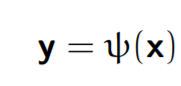 y = ψ(x)